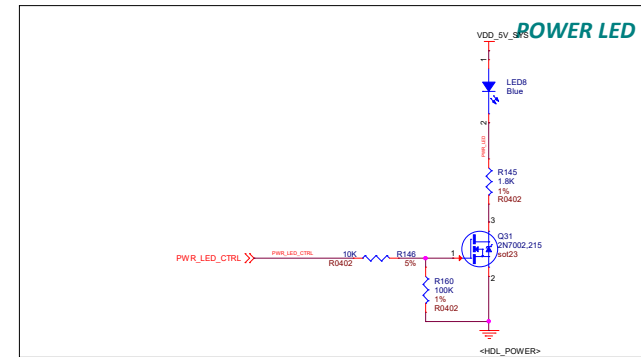 POWER LED
VDD_5V_SYS
1
LED8
Blue
2
PWR_LED
R145
1.8K
1%
R0402
3
Q31
2N7002,215
sot23
PWR_LED_CTRL
PWR_LED_CTRL
10K
R146
1
R0402
5%
2
R160
100K
1%
R0402
<HDL_POWER>